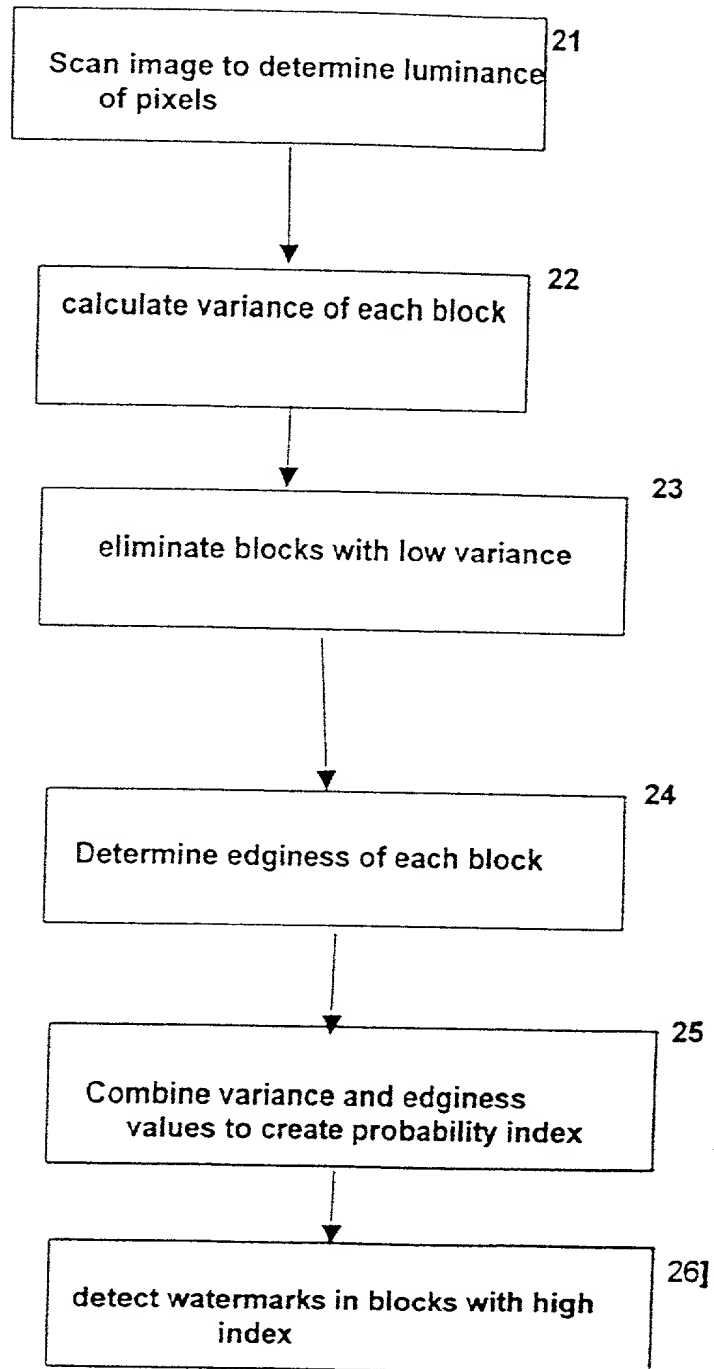 21
Scan image to determine luminance
of pixels
22
calculate variance of each block
23
eliminate blocks with low variance
24
Determine edginess of each block
25
Combine variance and edginess
values to create probability index
26]
detect watermarks in blocks with high
index